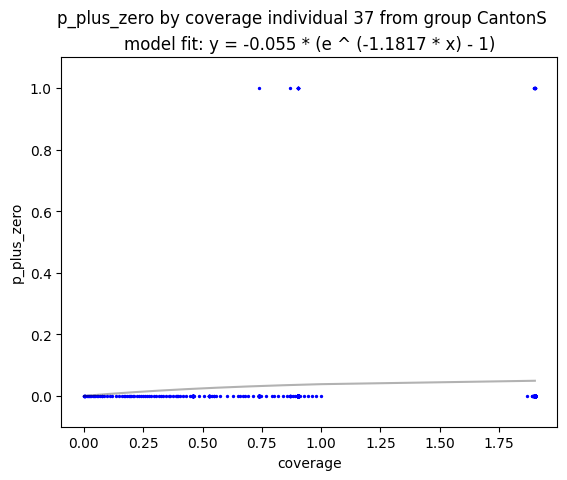 p_plus_zero by coverage individual 37 from group CantonS
model fit: y = -0.055 * (e ^ (-1.1817 * x) - 1)
1.0
0.8
0.6
0.4
0.2
0.0
p_plus_zero
0.00 0.25 0.50 0.75 1.00 1.25 1.50 1.75
coverage